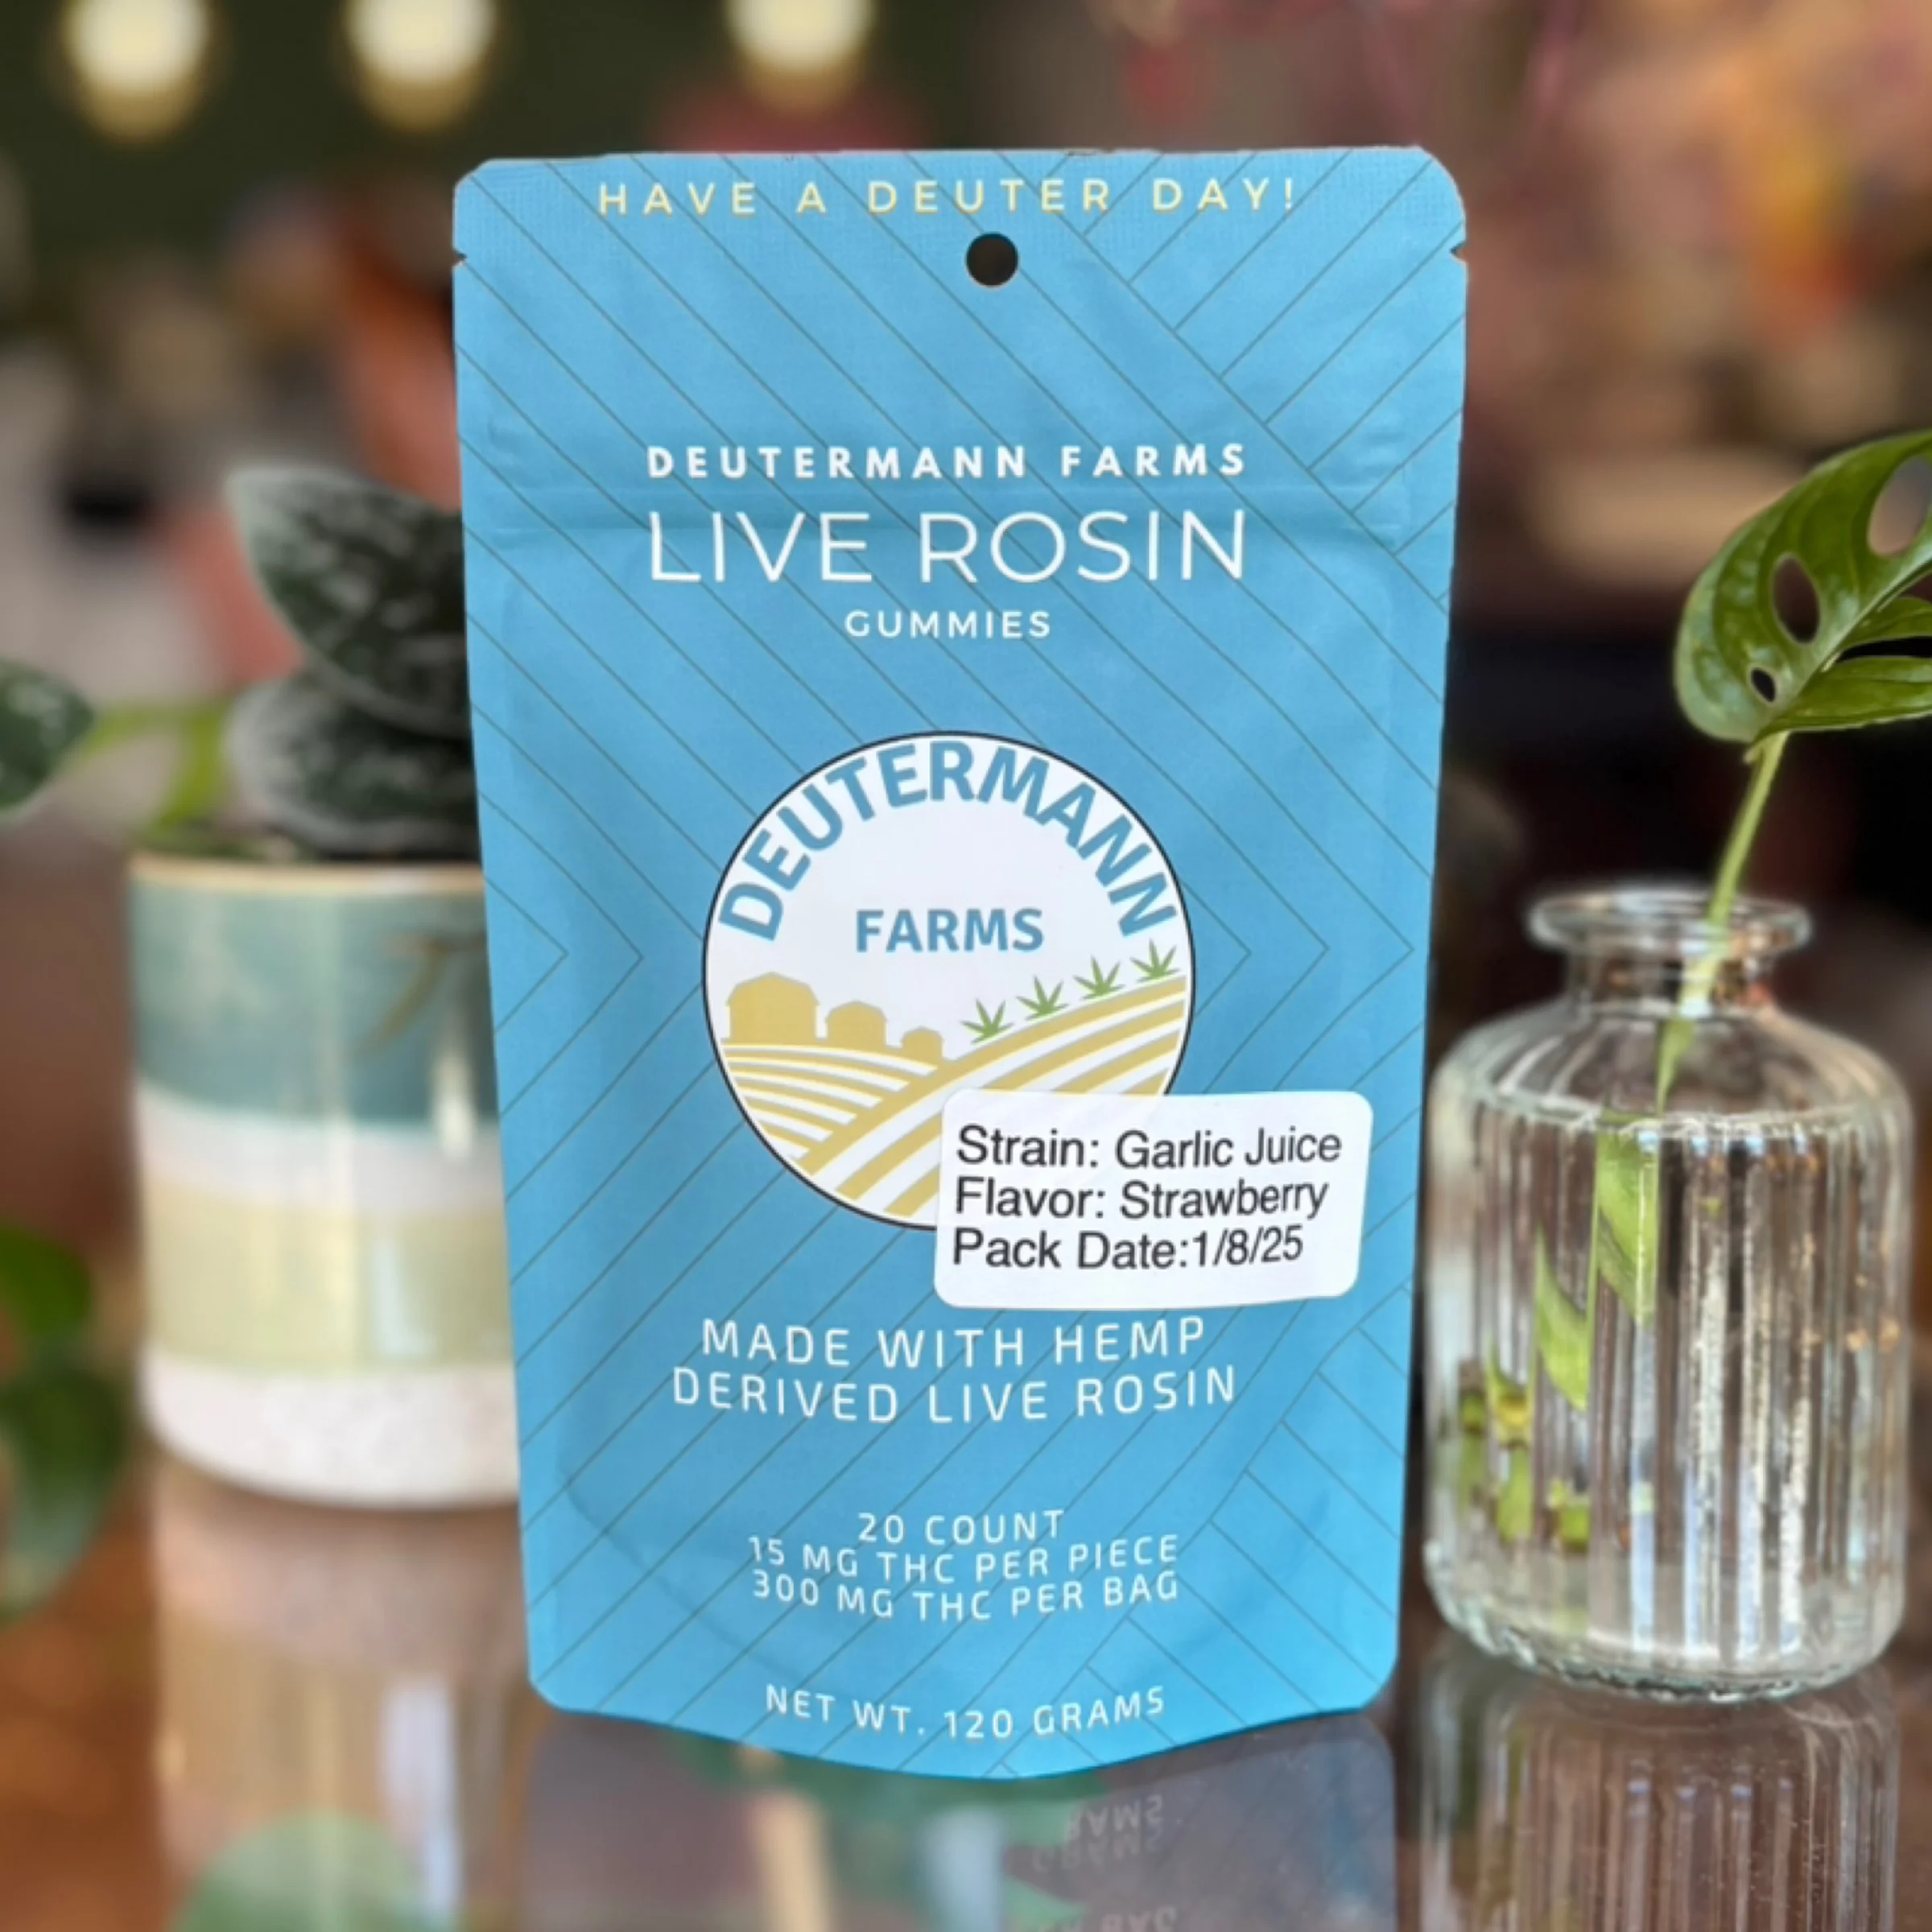 HAVE A DEUTER DAY!
DEUTERMANN FARMS
LIVE ROSIN
GUMMIES
DEUTERMANN
FARMS
Strain: Garlic Juice
Flavor: Strawberry
Pack Date:1/8/25
MADE WITH HEMP
DERIVED LIVE ROSIN
20 COUNT
15 MG THC PER PIECE
300 MG THC PER BAG
NET WT. 120 GRAMS